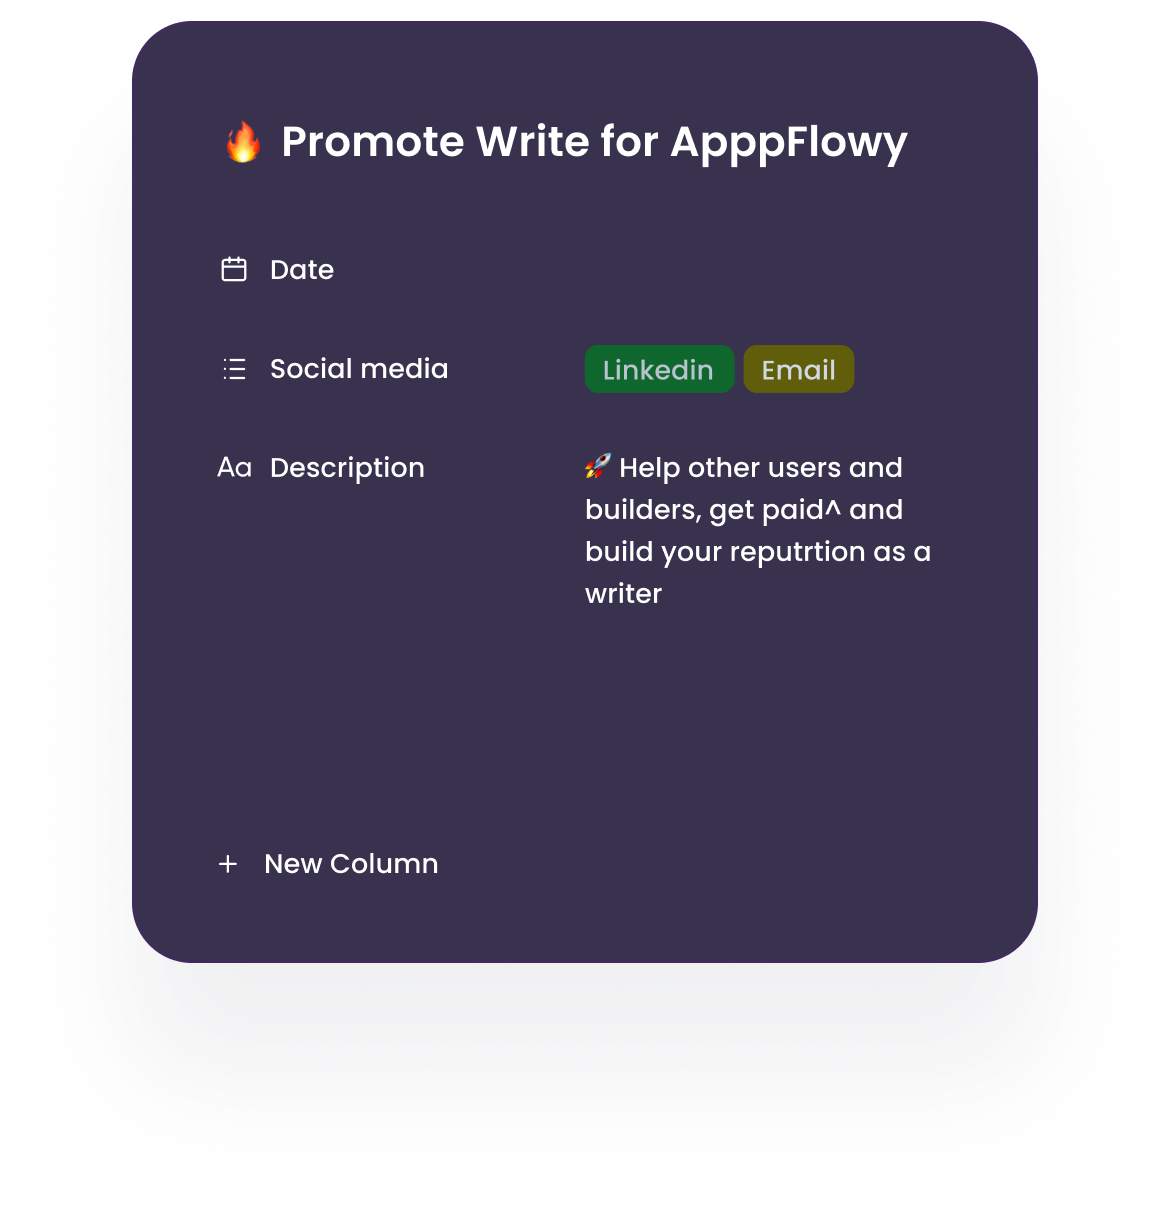 🔥 Promote Write for ApppFlowy
Date
Social media Linkedin Email
Aa Description 🚀 Help other users and
builders, get paid^ and
build your reputrtion as a
writer
+ New Column